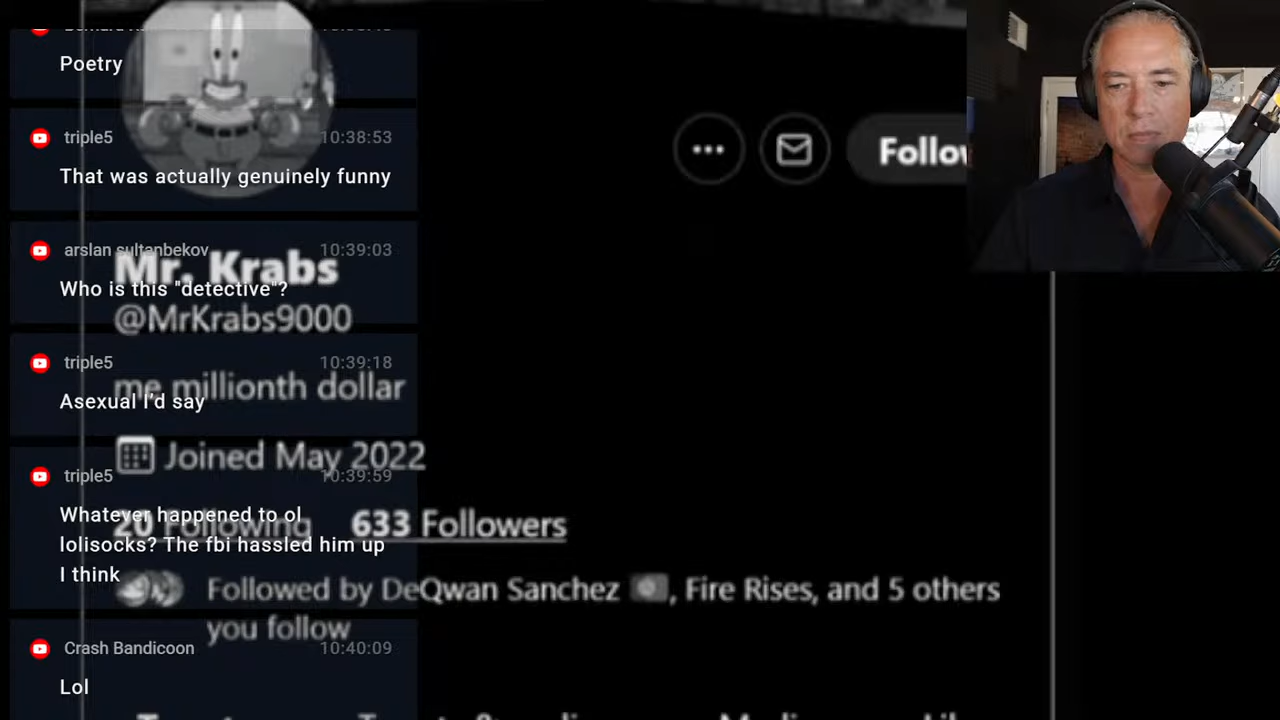 Poetry
triple5 10:38:53
That was actually genuinely funny
arslan sultanbekov 10:39:03
Who is this "detective"?
triple5 10:39:18
Asexual I'd say
triple5 10:39:59
Whatever happened to ol
lolisocks? The fbi hassled him up
I think
Crash Bandicoon 10:40:09
Lol
Follow
Mr. Krabs
@MrKrabs9000
me millionth dollar
Joined May 2022
20 Following 633 Followers
Followed by DeQwan Sanchez , Fire Rises, and 5 others
you follow